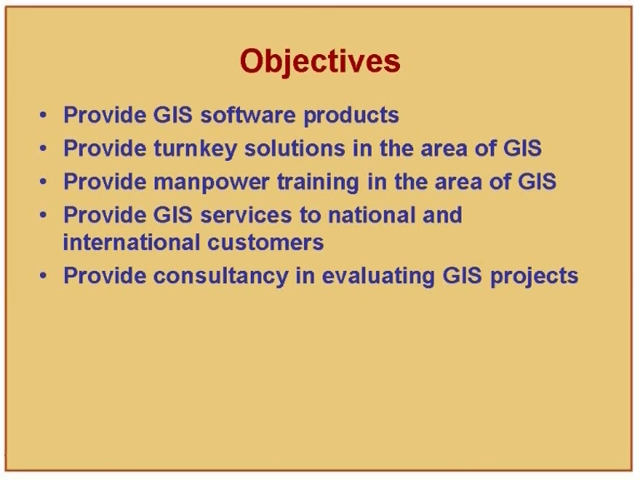 Objectives
• Provide GIS software products
• Provide turnkey solutions in the area of GIS
• Provide manpower training in the area of GIS
• Provide GIS services to national and
international customers
• Provide consultancy in evaluating GIS projects